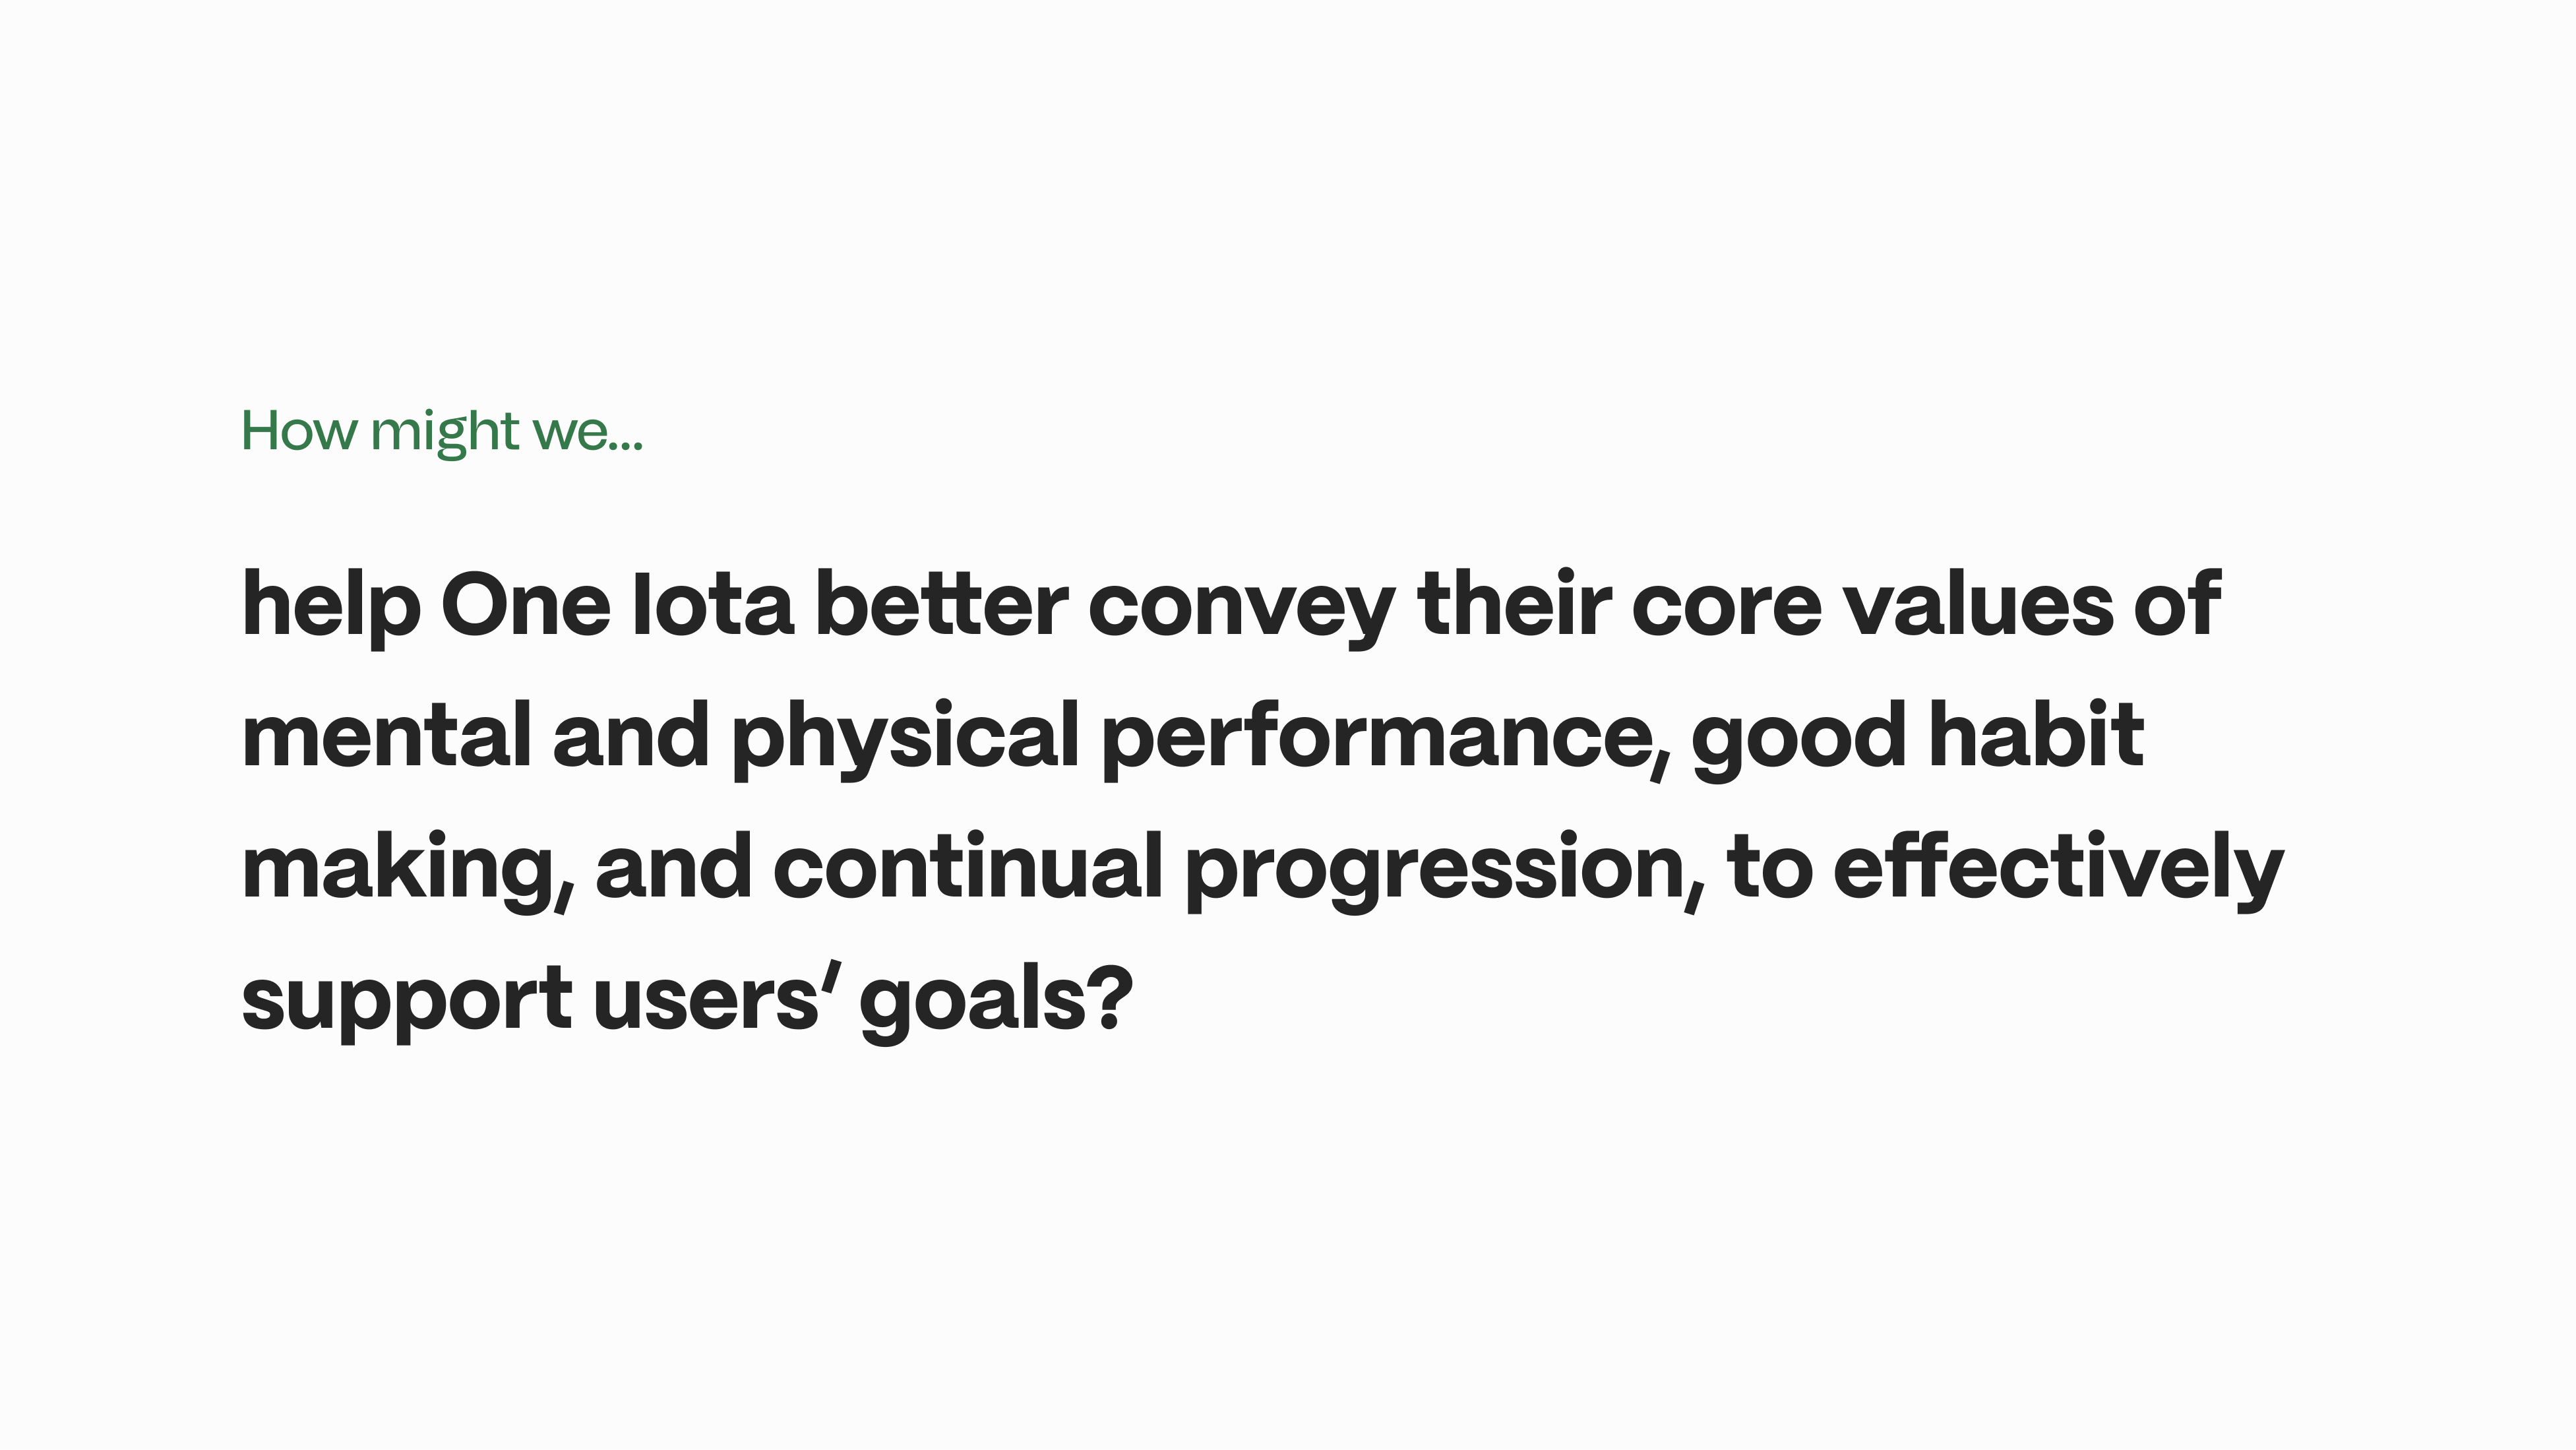 How might we...
help One Iota better convey their core values of
mental and physical performance, good habit
making, and continual progression, to effectively
support users’ goals?